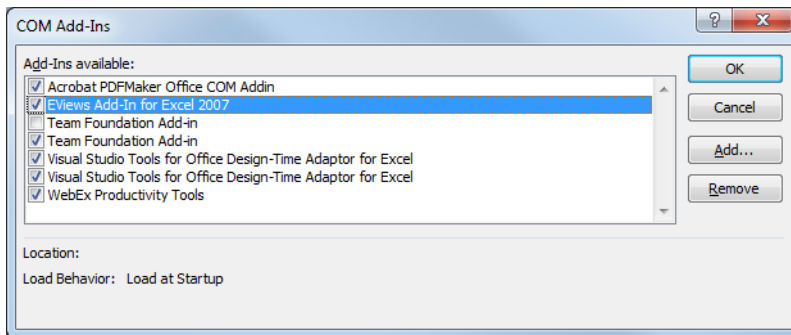 COM Add-Ins
Add-Ins available:
Acrobat PDFMaker Office COM Addin
EViews Add-In for Excel 2007
Team Foundation Add-in
Team Foundation Add-in
Visual Studio Tools for Office Design-Time Adaptor for Excel
Visual Studio Tools for Office Design-Time Adaptor for Excel
WebEx Productivity Tools
OK
Cancel
Add...
Remove
Location:
Load Behavior: Load at Startup